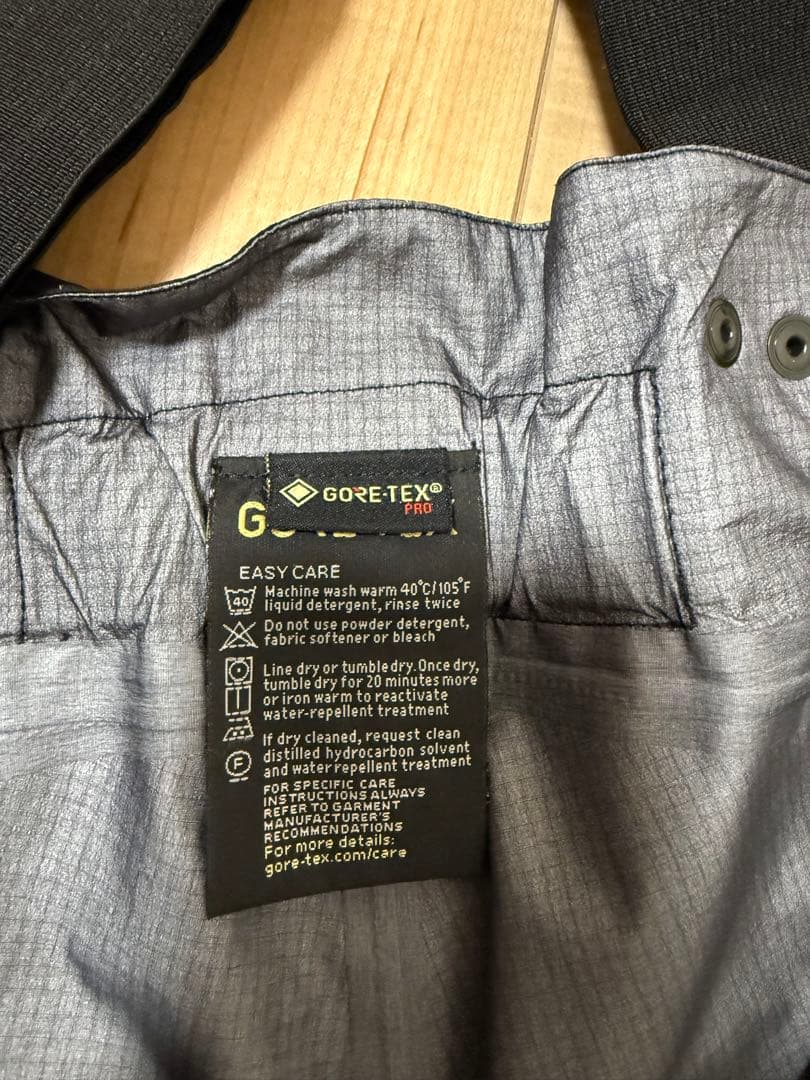 GORE-TEX®
PRO
G
EASY CARE
40
Machine wash warm 40°C/105°F
liquid detergent, rinse twice
Do not use powder detergent,
fabric softener or bleach
Line dry or tumble dry. Once dry,
tumble dry for 20 minutes more
or iron warm to reactivate
water-repellent treatment
F
If dry cleaned, request clean
distilled hydrocarbon solvent
and water repellent treatment
FOR SPECIFIC CARE
INSTRUCTIONS ALWAYS
REFER TO GARMENT
MANUFACTURER'S
RECOMMENDATIONS
For more details:
gore-tex.com/care